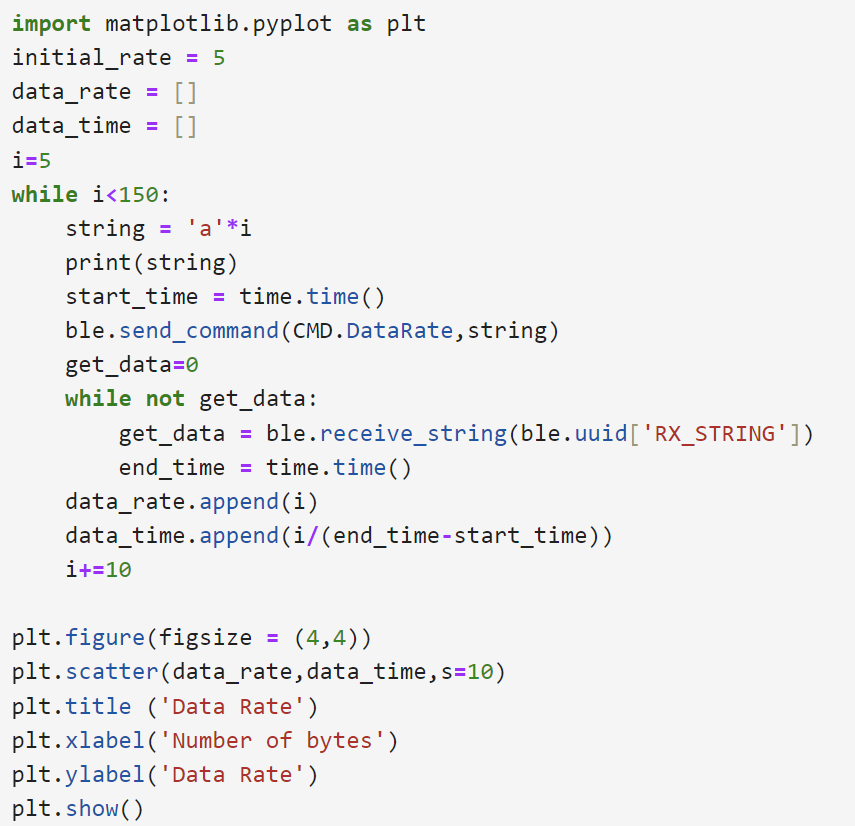 import matplotlib.pyplot as plt
initial_rate = 5
data_rate = []
data_time = []
i=5
while i<150:
    string = 'a'*i
    print(string)
    start_time = time.time()
    ble.send_command(CMD.DataRate,string)
    get_data=0
    while not get_data:
        get_data = ble.receive_string(ble.uuid['RX_STRING'])
        end_time = time.time()
    data_rate.append(i)
    data_time.append(i/(end_time-start_time))
    i+=10

plt.figure(figsize = (4,4))
plt.scatter(data_rate,data_time,s=10)
plt.title ('Data Rate')
plt.xlabel('Number of bytes')
plt.ylabel('Data Rate')
plt.show()